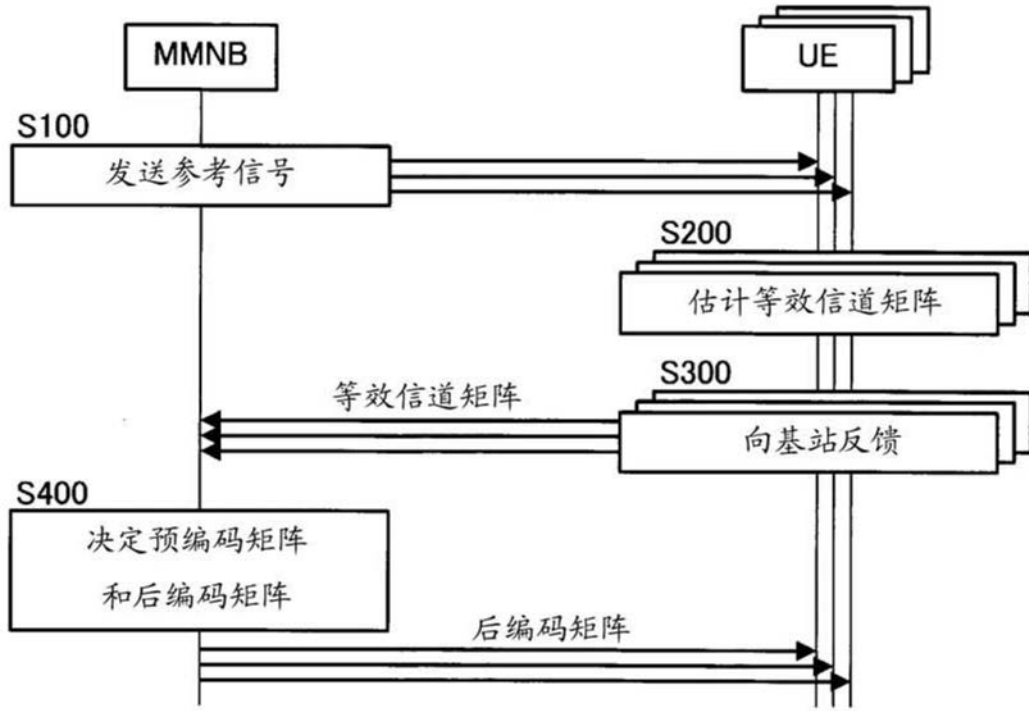 MMNB
UE
S100
发送参考信号
S200
估计等效信道矩阵
S300
等效信道矩阵
向基站反馈
S400
决定预编码矩阵
和后编码矩阵
后编码矩阵